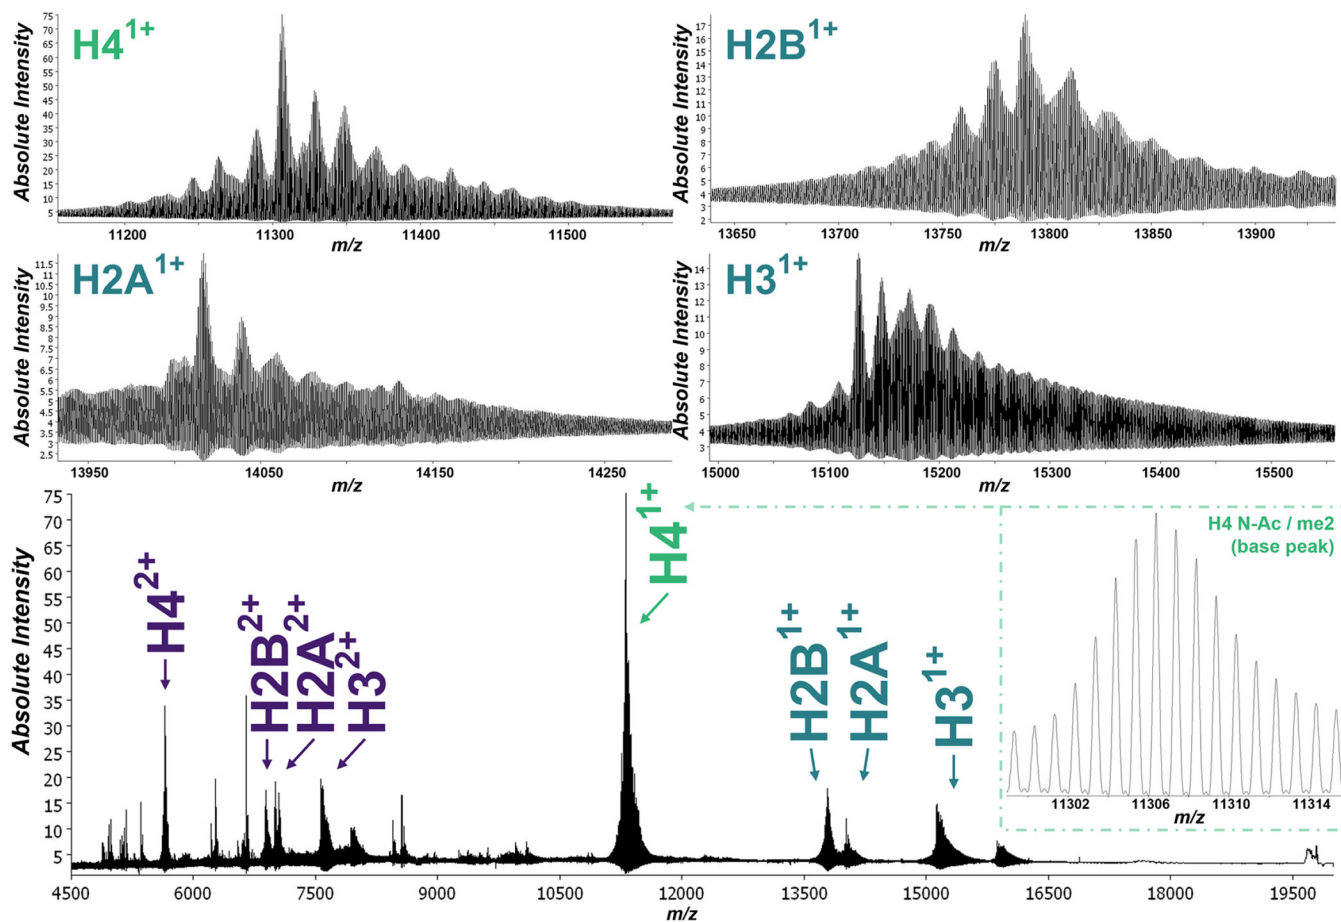 H4 1+
Absolute Intensity
75
70
65
60
55
50
45
40
35
30
25
20
15
10
5
11200 11300 11400 11500
m/z
H2B 1+
Absolute Intensity
17
16
15
14
13
12
11
10
9
8
7
6
5
4
3
2
13650 13700 13750 13800 13850 13900
m/z
H2A 1+
Absolute Intensity
11.5
10.5
10
9.5
9
8.5
7.5
7
6.5
6
5.5
5
4.5
4
3.5
2.5
13950 14050 14150 14250
m/z
H3 1+
Absolute Intensity
14
13
12
11
10
9
8
7
6
5
4
3
15000 15100 15200 15300 15400 15500
m/z
Absolute Intensity
75
70
65
60
55
50
45
40
35
30
25
20
15
10
5
H4 2+
H2B 2+
H2A 2+
H3 2+
H4 1+
H2B 1+
H2A 1+
H3 1+
H4 N-Ac / me2
(base peak)
11302 11306 11310 11314
m/z
4500 6000 7500 9000 10500 12000 13500 15000 16500 18000 19500
m/z